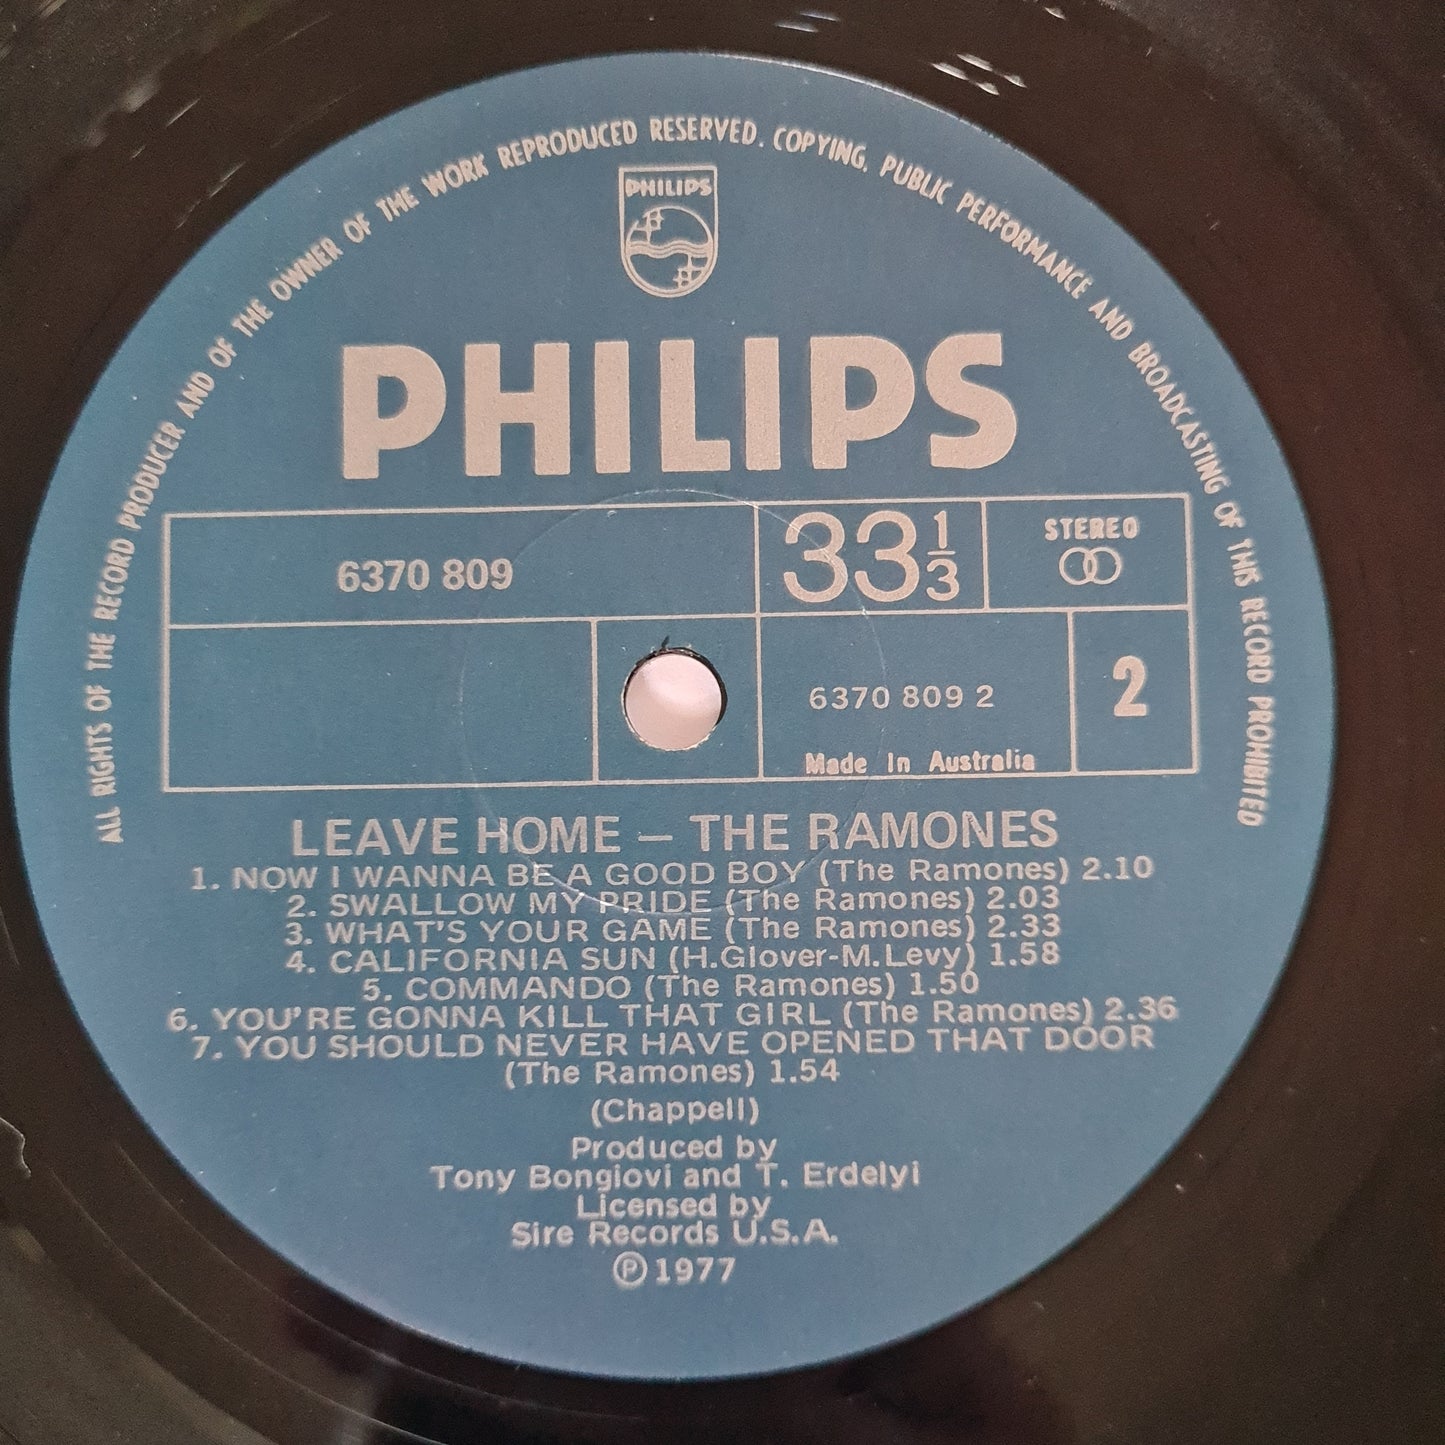 ALL RIGHTS OF THE RECORD PRODUCER AND OF THE OWNER OF THE WORK REPRODUCED RESERVED. COPYING, PUBLIC PERFORMANCE AND BROADCASTING OF THIS RECORD PROHIBITED
PHILIPS
PHILIPS
6370 809
33 1/3
STEREO
6370 809 2
2
Made In Australia
LEAVE HOME – THE RAMONES
1. NOW I WANNA BE A GOOD BOY (The Ramones) 2.10
2. SWALLOW MY PRIDE (The Ramones) 2.03
3. WHAT'S YOUR GAME (The Ramones) 2.33
4. CALIFORNIA SUN (H.Glover-M.Levy) 1.58
5. COMMANDO (The Ramones) 1.50
6. YOU'RE GONNA KILL THAT GIRL (The Ramones) 2.36
7. YOU SHOULD NEVER HAVE OPENED THAT DOOR
(The Ramones) 1.54
(Chappell)
Produced by
Tony Bongiovi and T. Erdelyi
Licensed by
Sire Records U.S.A.
℗ 1977